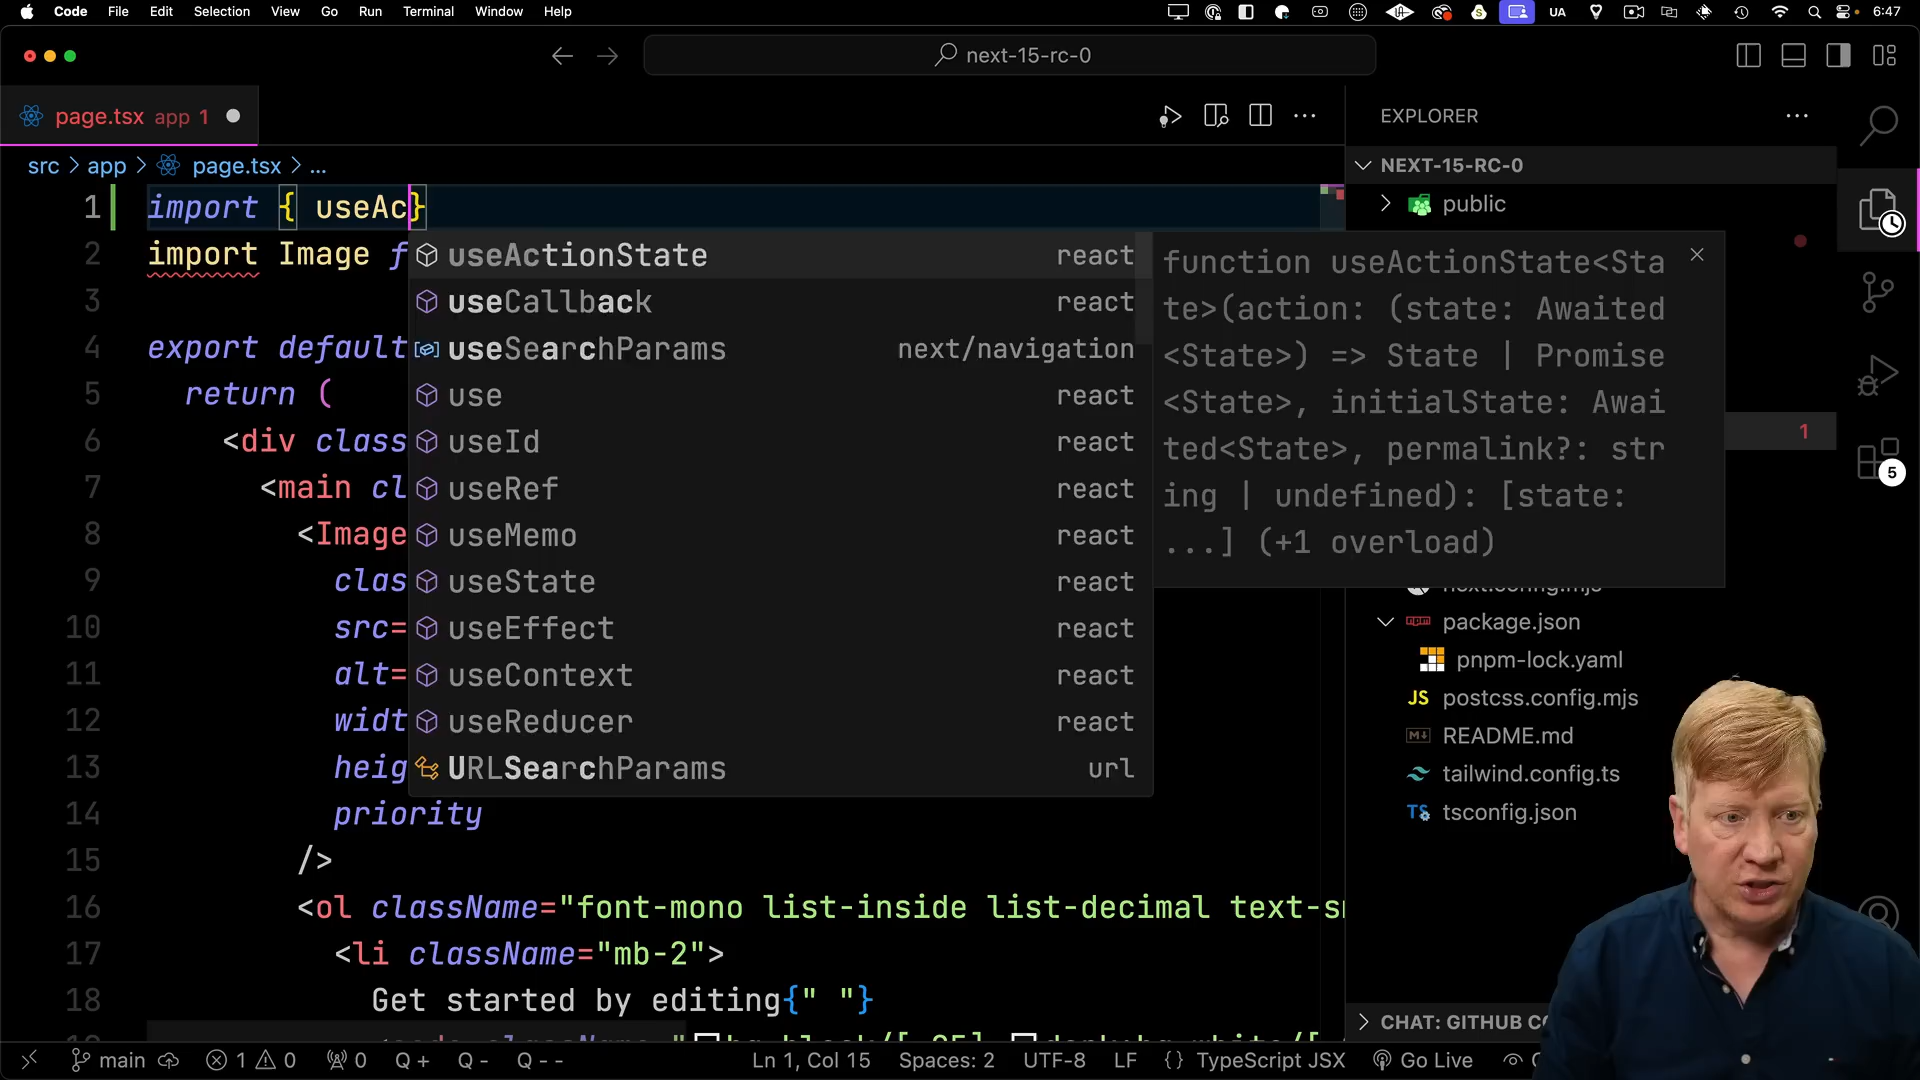 Code File Edit Selection View Go Run Terminal Window Help UA 6:47
next-15-rc-0
page.tsx app 1
EXPLORER
src > app > page.tsx > ...
NEXT-15-RC-0
public
1 import { useAc}
2 import Image f
3
4 export default
5 return (
6 <div class
7 <main cl
8 <Image
9 clas
10 src=
11 alt=
12 widt
13 heig
14 priority
15 />
16 <ol className="font-mono list-inside list-decimal text-sm
17 <li className="mb-2">
18 Get started by editing{" "}
useActionState react
useCallback react
useSearchParams next/navigation
use react
useId react
useRef react
useMemo react
useState react
useEffect react
useContext react
useReducer react
URLSearchParams url
function useActionState<Sta
te>(action: (state: Awaited
<State>) => State | Promise
<State>, initialState: Awai
ted<State>, permalink?: str
ing | undefined): [state:
...] (+1 overload)
1
5
next.config.mjs
package.json
pnpm-lock.yaml
JS postcss.config.mjs
README.md
tailwind.config.ts
TS tsconfig.json
CHAT: GITHUB CO
main 1 0 0 Q + Q - Q -- Ln 1, Col 15 Spaces: 2 UTF-8 LF {} TypeScript JSX Go Live